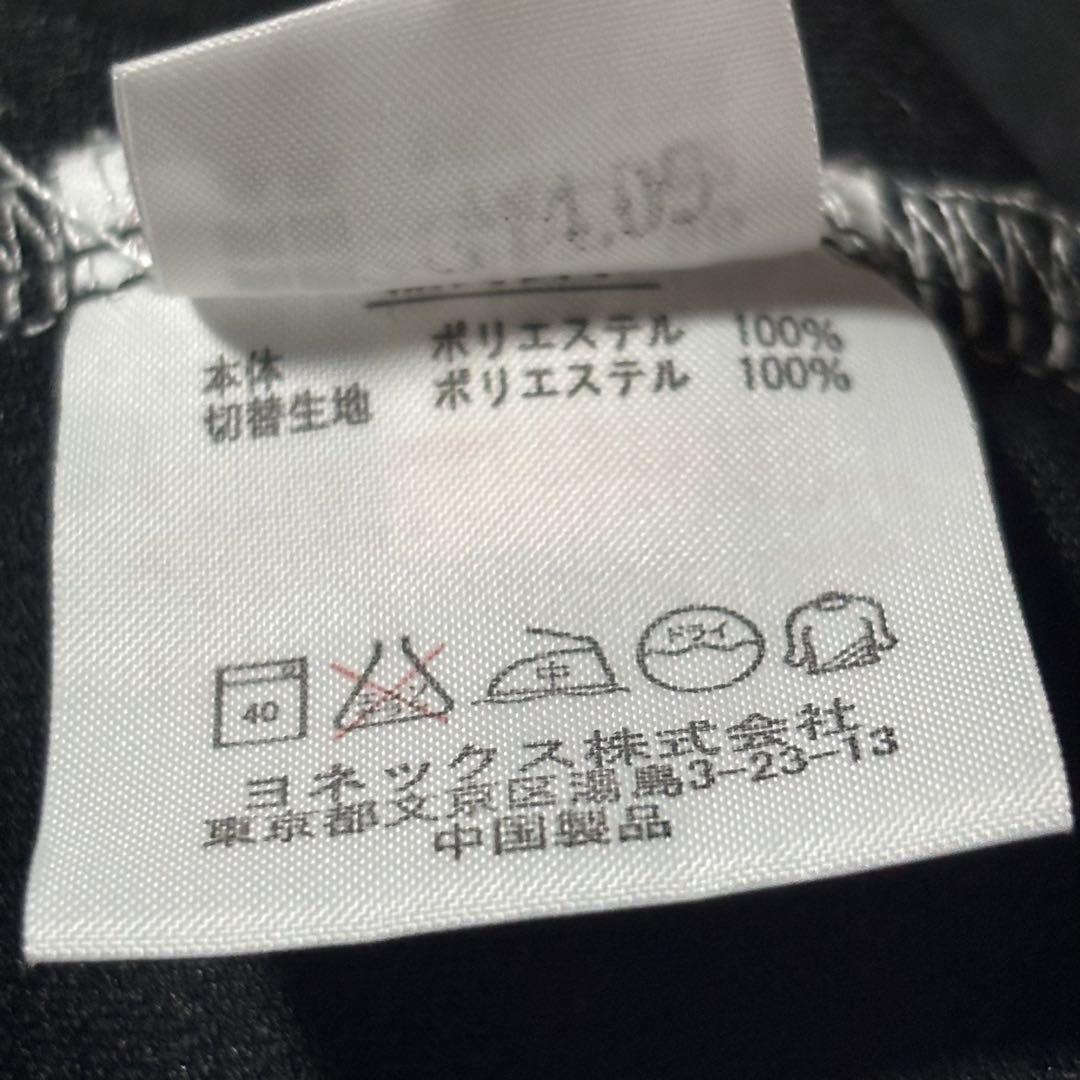 本体 ポリエステル 100%
切替生地 ポリエステル 100%
40
中
ドライ
ヨネックス株式会社
東京都文京区湯島3-23-13
中国製品